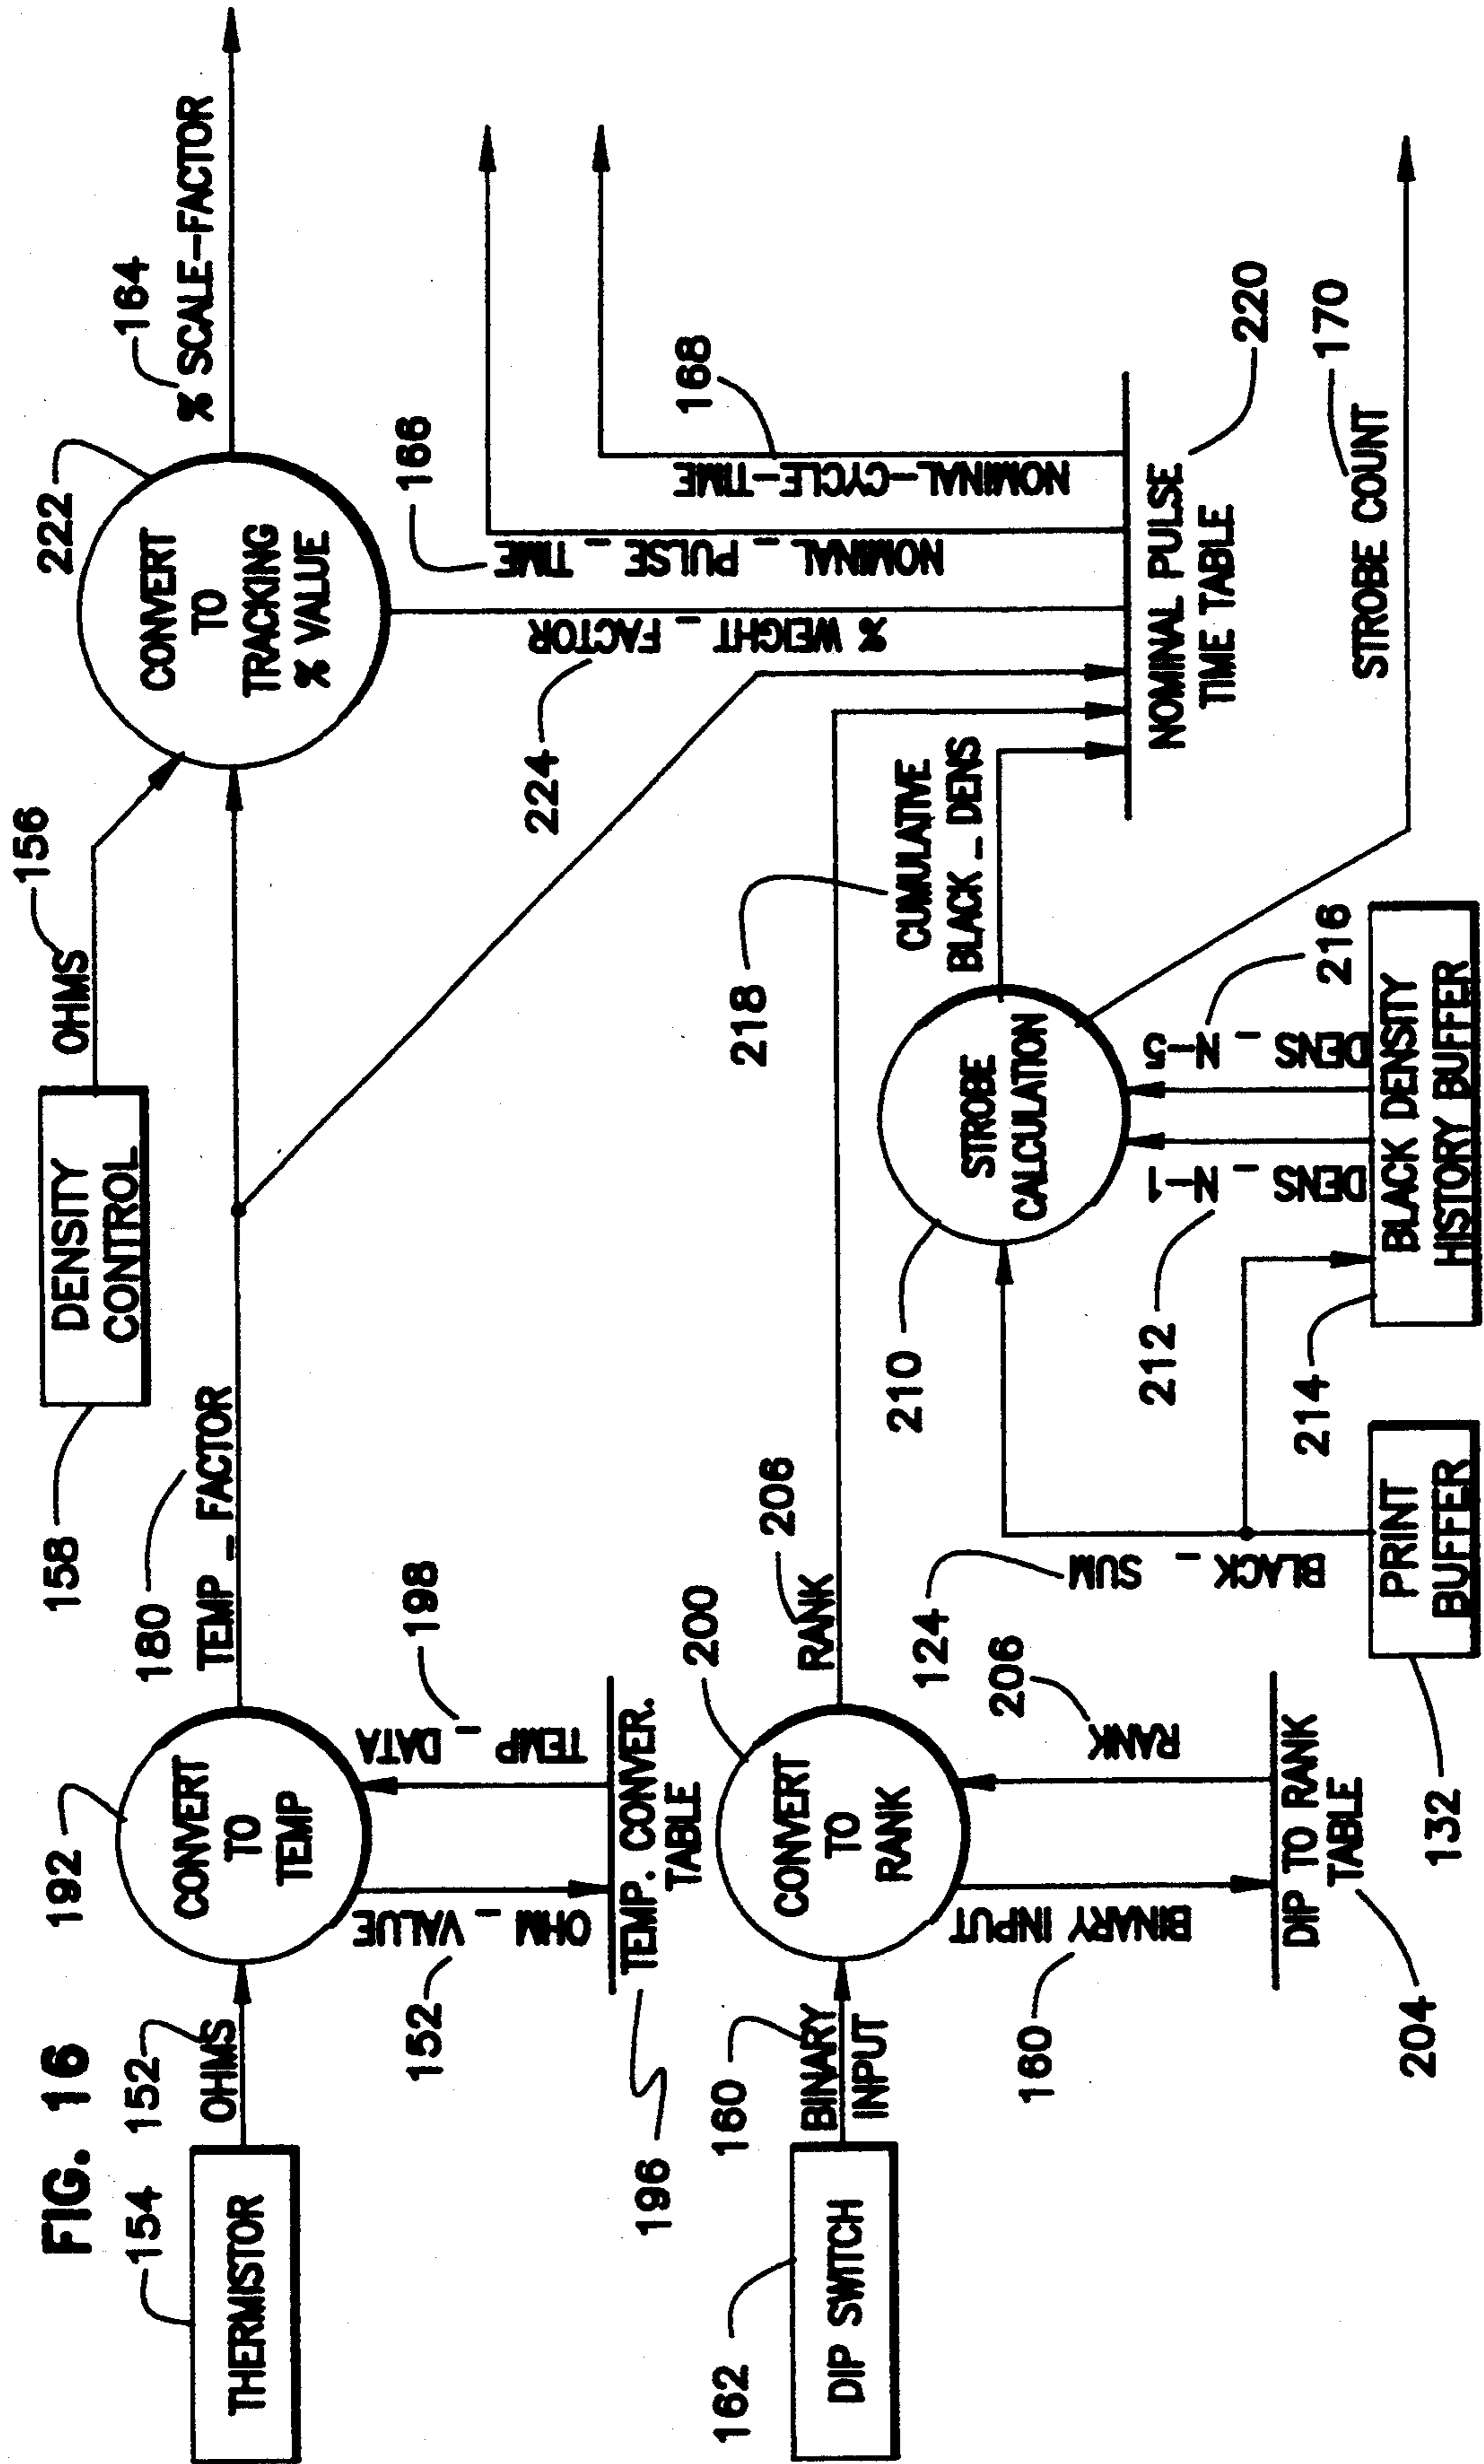 FIG. 16
154
THERMISTOR
152
OHMS
192
CONVERT
TO
TEMP
152
OHM _ VALUE
TEMP _ DATA
198
196
TEMP. CONVER.
TABLE
180
TEMP _ FACTOR
158
DENSITY
CONTROL
156
OHMS
222
CONVERT
TO
TRACKING
% VALUE
164
% SCALE-FACTOR
162
DIP SWITCH
160
BINARY
INPUT
200
CONVERT
TO
RANK
206
RANK
160
BINARY INPUT
RANK
206
204
DIP TO RANK
TABLE
132
PRINT
BUFFER
124
BLACK _ SUM
210
STROBE
CALCULATION
212
DENS _ N-1
DENS _ N-3
216
214
BLACK DENSITY
HISTORY BUFFER
218
CUMULATIVE
BLACK _ DENS
224
% WEIGHT _ FACTOR
166
NOMINAL _ PULSE _ TIME
168
NOMINAL-CYCLE-TIME
NOMINAL PULSE
TIME TABLE
220
STROBE COUNT
170